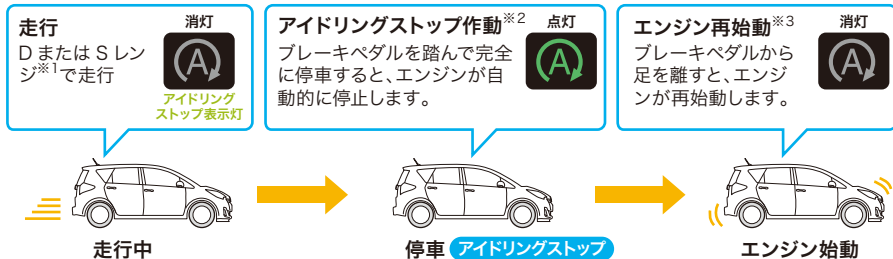 走行
消灯
D または S レン
ジ※1で走行
アイドリング
ストップ表示灯
アイドリングストップ作動※2
点灯
ブレーキペダルを踏んで完全
に停車すると、エンジンが自
動的に停止します。
エンジン再始動※3
消灯
ブレーキペダルから
足を離すと、エンジ
ンが再始動します。
A
A
A
走行中
停車 アイドリングストップ
エンジン始動